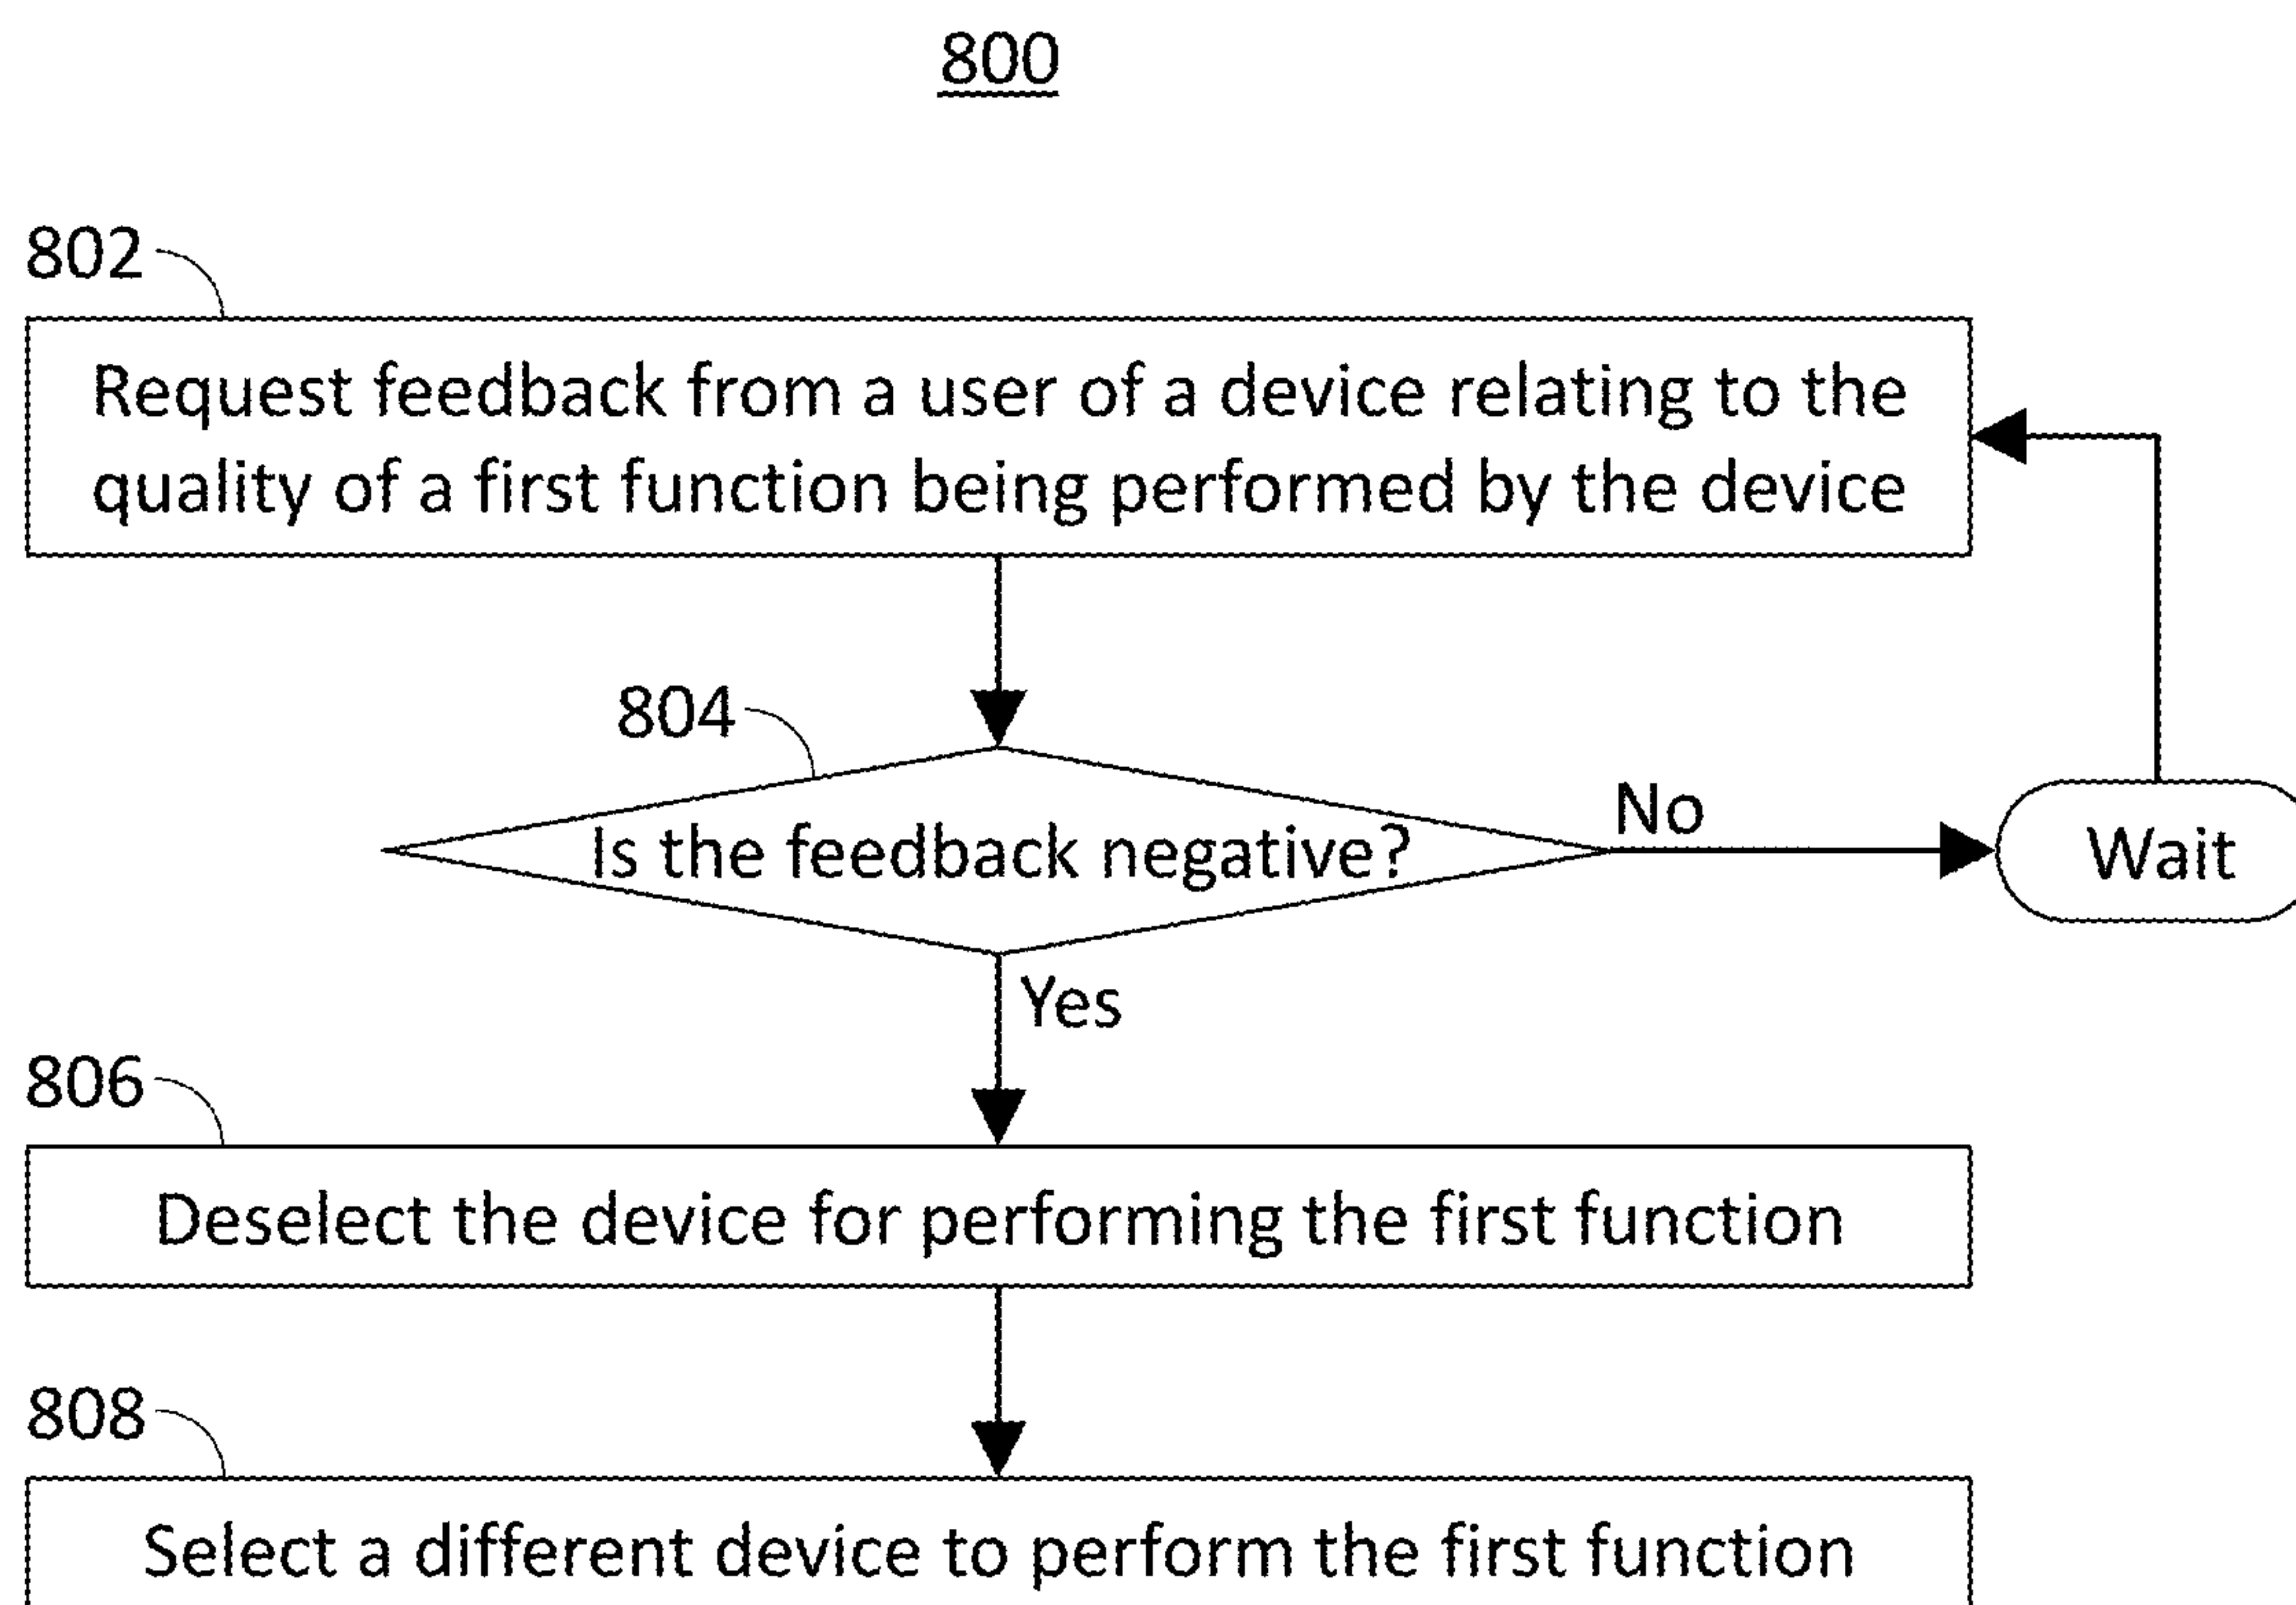 800
802
Request feedback from a user of a device relating to the
quality of a first function being performed by the device
804
Is the feedback negative?
No
Wait
Yes
806
Deselect the device for performing the first function
808
Select a different device to perform the first function